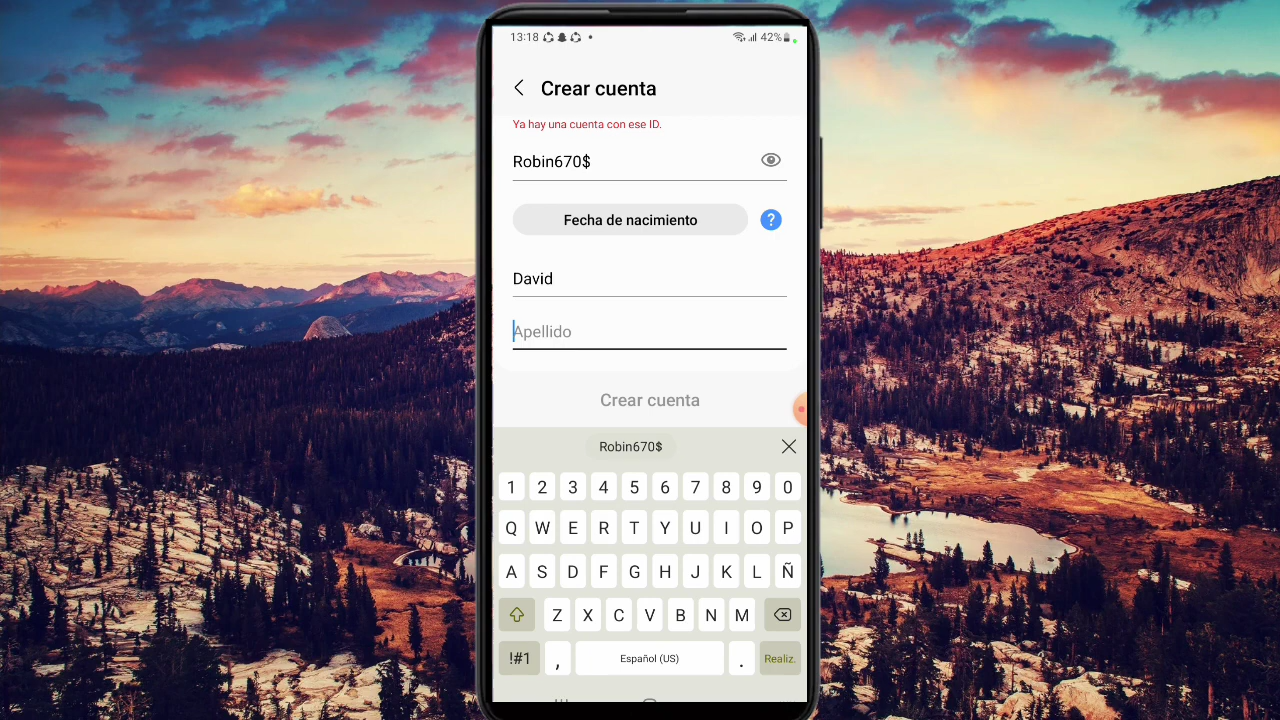 13:18 42%
Crear cuenta
Ya hay una cuenta con ese ID.
Robin670$
Fecha de nacimiento ?
David
Apellido
Crear cuenta
Robin670$
1 2 3 4 5 6 7 8 9 0
Q W E R T Y U I O P
A S D F G H J K L Ñ
Z X C V B N M
!#1 , Español (US) . Realiz.